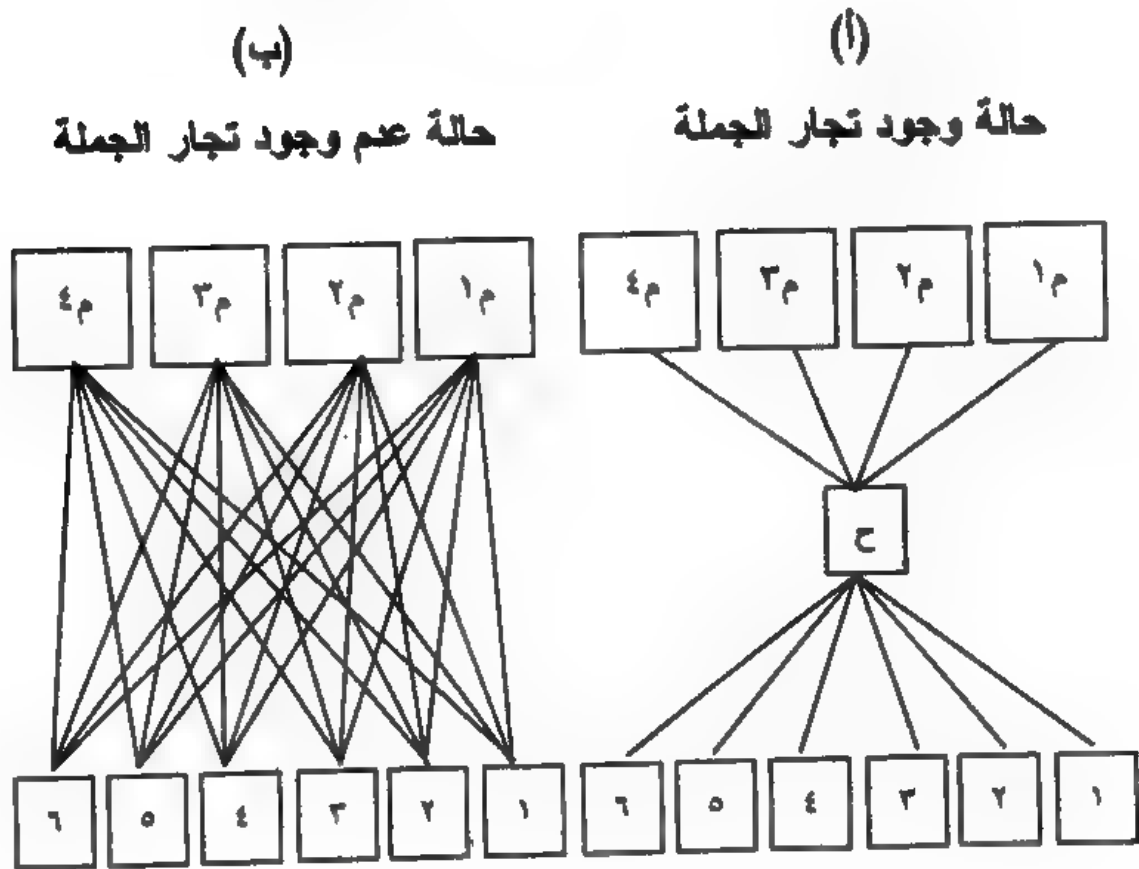 (أ)
حالة وجود تجار الجملة
م١ م٢ م٣ م٤
ح
١ ٢ ٣ ٤ ٥ ٦
(ب)
حالة عدم وجود تجار الجملة
م١ م٢ م٣ م٤
١ ٢ ٣ ٤ ٥ ٦